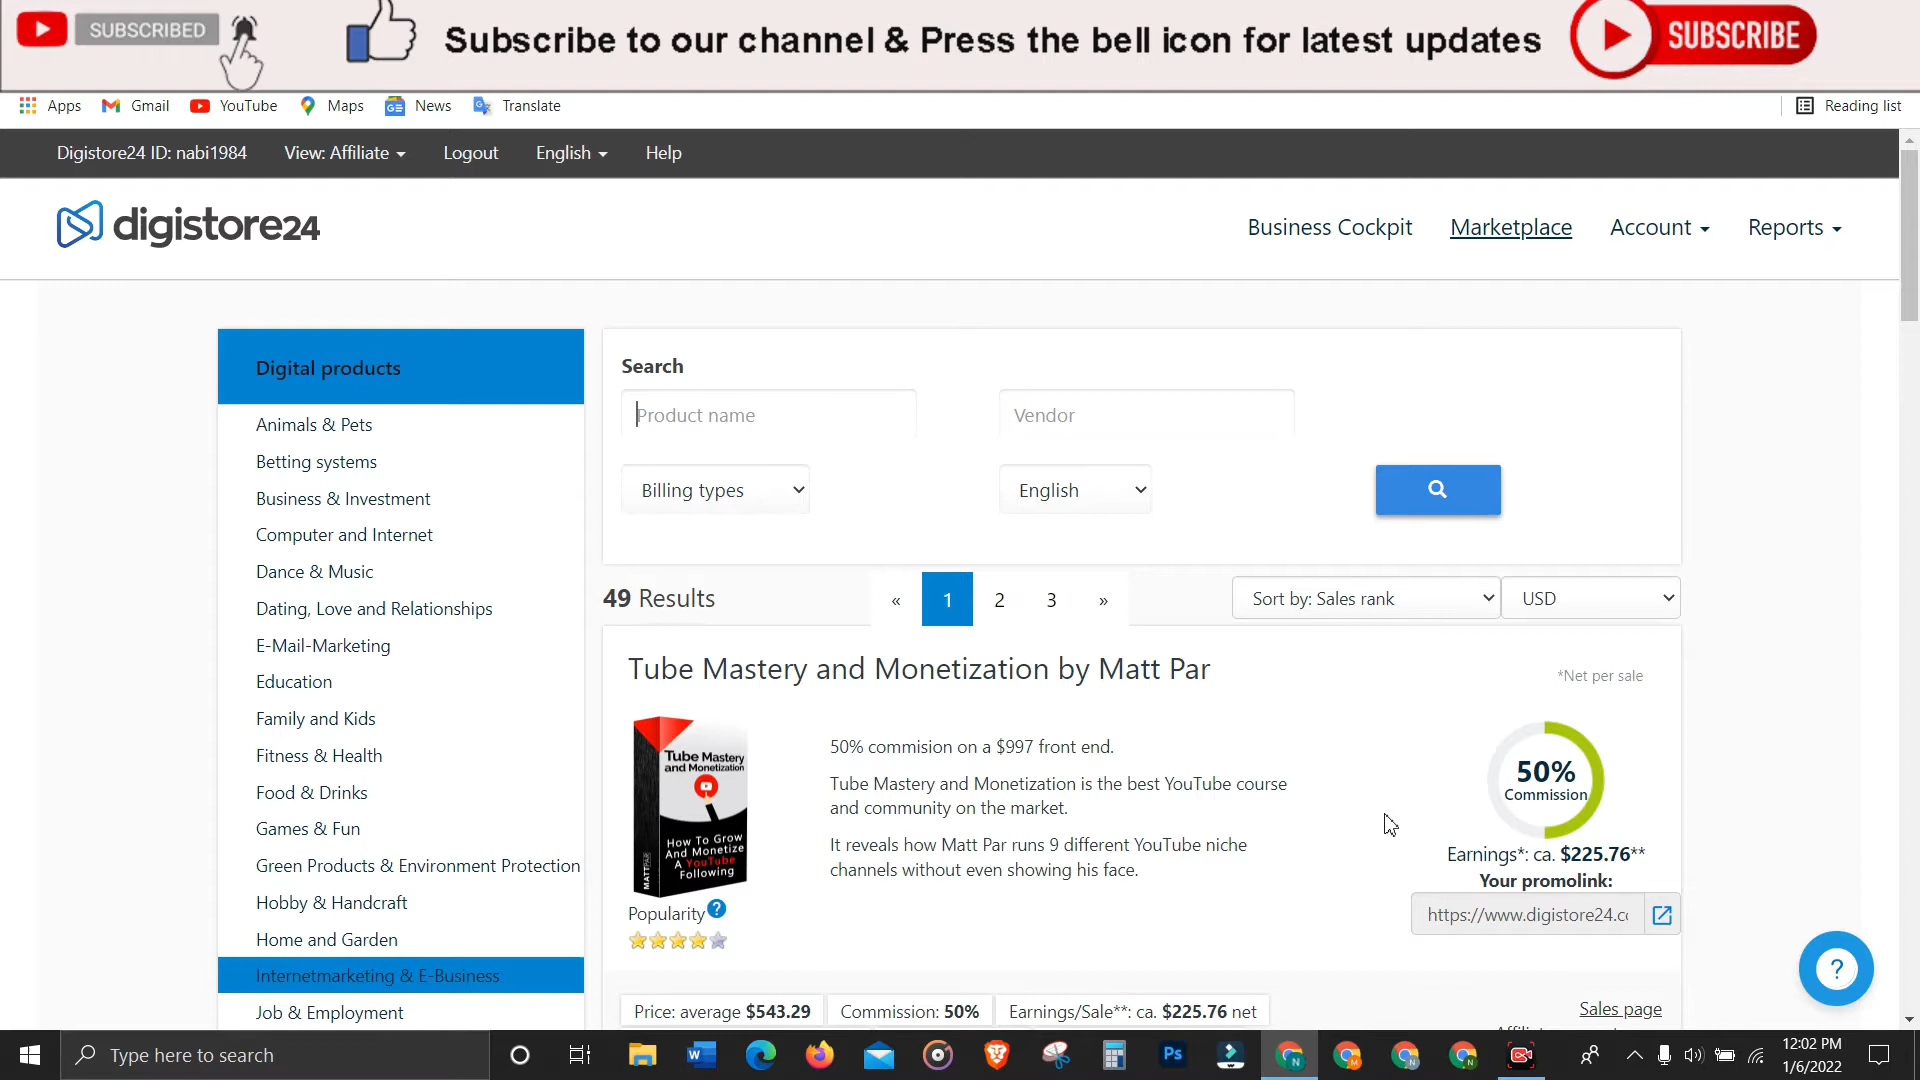 SUBSCRIBED
Subscribe to our channel & Press the bell icon for latest updates
SUBSCRIBE
Apps Gmail YouTube Maps News Translate Reading list
Digistore24 ID: nabi1984 View: Affiliate Logout English Help
digistore24
Business Cockpit Marketplace Account Reports
Digital products
Animals & Pets
Betting systems
Business & Investment
Computer and Internet
Dance & Music
Dating, Love and Relationships
E-Mail-Marketing
Education
Family and Kids
Fitness & Health
Food & Drinks
Games & Fun
Green Products & Environment Protection
Hobby & Handcraft
Home and Garden
Internetmarketing & E-Business
Job & Employment
Search
Product name Vendor
Billing types English
49 Results « 1 2 3 » Sort by: Sales rank USD
Tube Mastery and Monetization by Matt Par
*Net per sale
Tube Mastery
and Monetization
How To Grow
And Monetize
A YouTube
Following
MATT PAR
50% commision on a $997 front end.
Tube Mastery and Monetization is the best YouTube course
and community on the market.
It reveals how Matt Par runs 9 different YouTube niche
channels without even showing his face.
50%
Commission
Earnings*: ca. $225.76**
Your promolink:
https://www.digistore24.c
Popularity ?
Price: average $543.29 Commission: 50% Earnings/Sale**: ca. $225.76 net
Sales page
?
Type here to search
12:02 PM
1/6/2022